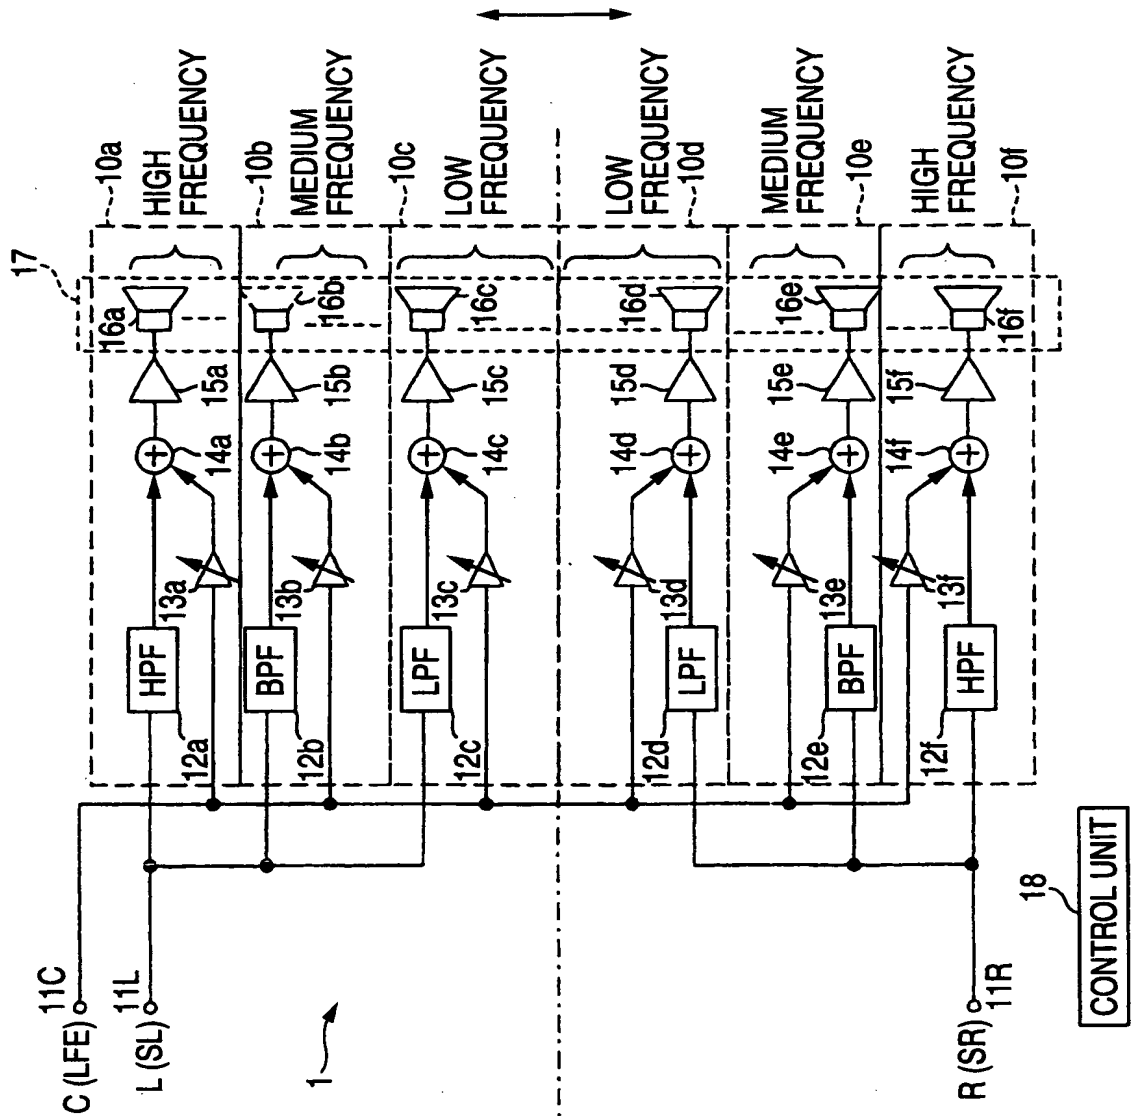 17
10a
HIGH
FREQUENCY
10b
MEDIUM
FREQUENCY
10c
LOW
FREQUENCY
LOW
FREQUENCY
10d
MEDIUM
FREQUENCY
10e
HIGH
FREQUENCY
10f
16a
16b
16c
16d
16e
16f
15a
15b
15c
15d
15e
15f
14a
14b
14c
14d
14e
14f
13a
13b
13c
13d
13e
13f
HPF
BPF
LPF
LPF
BPF
HPF
12a
12b
12c
12d
12e
12f
11C
C (LFE)
11L
L (SL)
1
11R
R (SR)
18
CONTROL UNIT